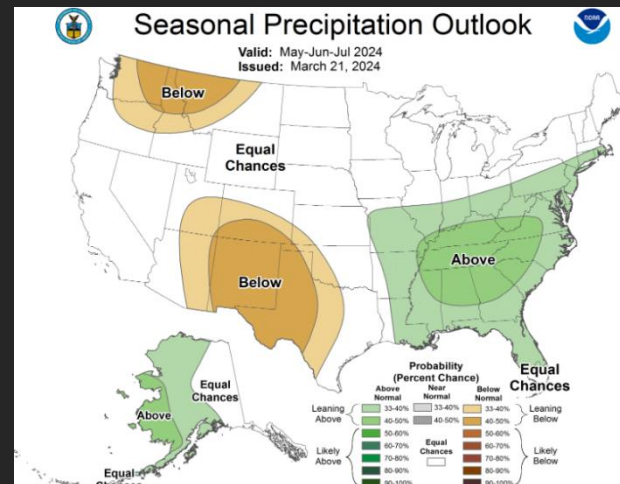 Seasonal Precipitation Outlook
NOAA
Valid: May-Jun-Jul 2024
Issued: March 21, 2024
Below
Equal
Chances
Below
Above
Equal
Chances
Above
Equal
Chances
Equal
Chances
Probability
(Percent Chance)
Above
Normal
Near
Normal
Below
Normal
Leaning
Above
33-40%
33-40%
33-40%
Leaning
Below
40-50%
40-50%
40-50%
Likely
Above
50-60%
60-70%
70-80%
80-90%
90-100%
Equal
Chances
50-60%
60-70%
70-80%
80-90%
90-100%
Likely
Below